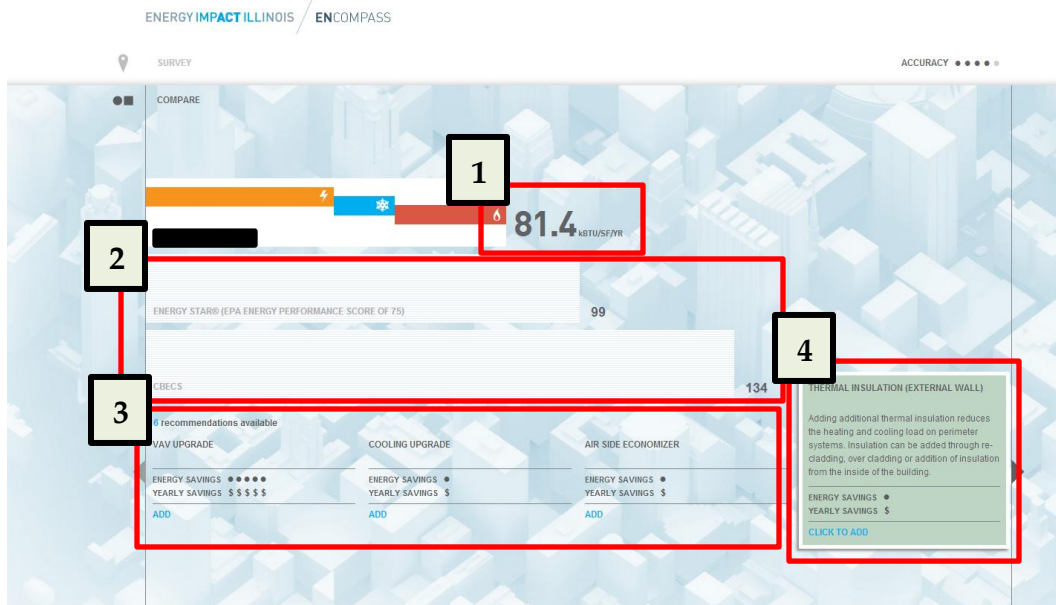 ENERGY IMPACT ILLINOIS / ENCOMPASS
SURVEY
ACCURACY
COMPARE
1
81.4 kBTU/SF/YR
2
ENERGY STAR® (EPA ENERGY PERFORMANCE SCORE OF 75)
99
CBECS
134
3
6 recommendations available
VAV UPGRADE
ENERGY SAVINGS
YEARLY SAVINGS $ $ $ $ $
ADD
COOLING UPGRADE
ENERGY SAVINGS
YEARLY SAVINGS $
ADD
AIR SIDE ECONOMIZER
ENERGY SAVINGS
YEARLY SAVINGS $
ADD
4
THERMAL INSULATION (EXTERNAL WALL)
Adding additional thermal insulation reduces
the heating and cooling load on perimeter
systems. Insulation can be added through re-
cladding, over cladding or addition of insulation
from the inside of the building.
ENERGY SAVINGS
YEARLY SAVINGS $
CLICK TO ADD